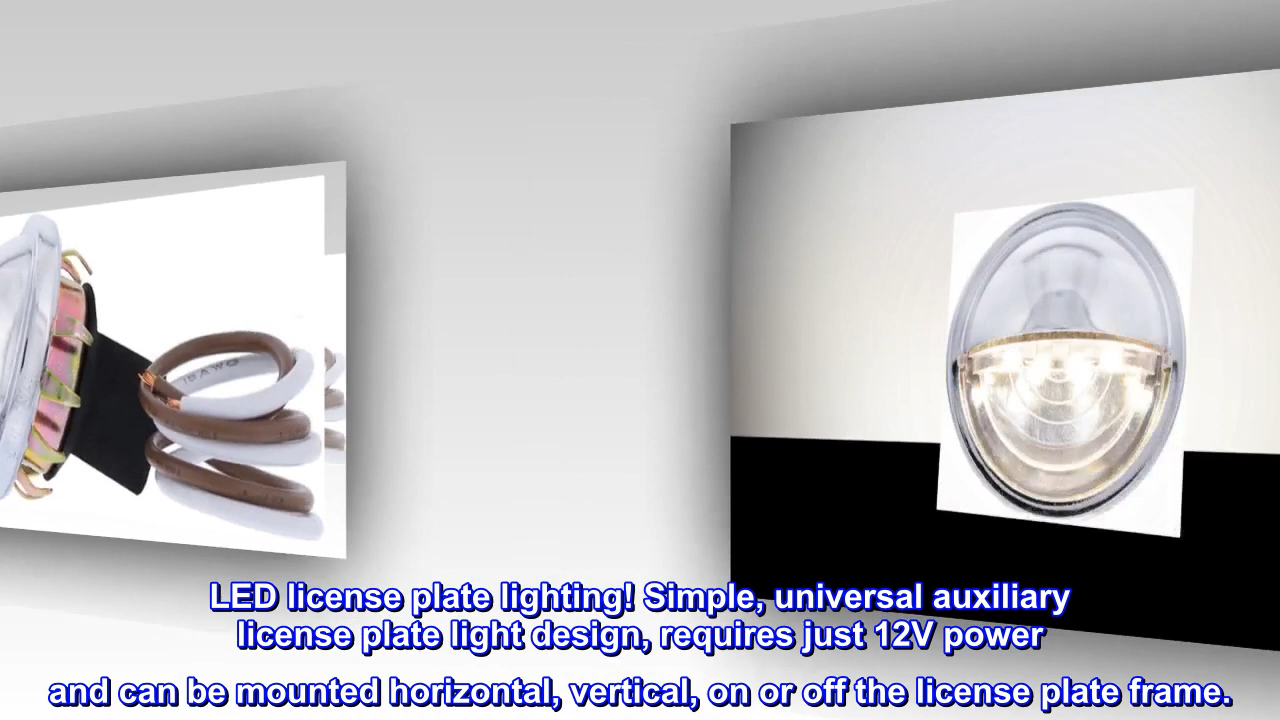 LED license plate lighting! Simple, universal auxiliary
license plate light design, requires just 12V power
and can be mounted horizontal, vertical, on or off the license plate frame.